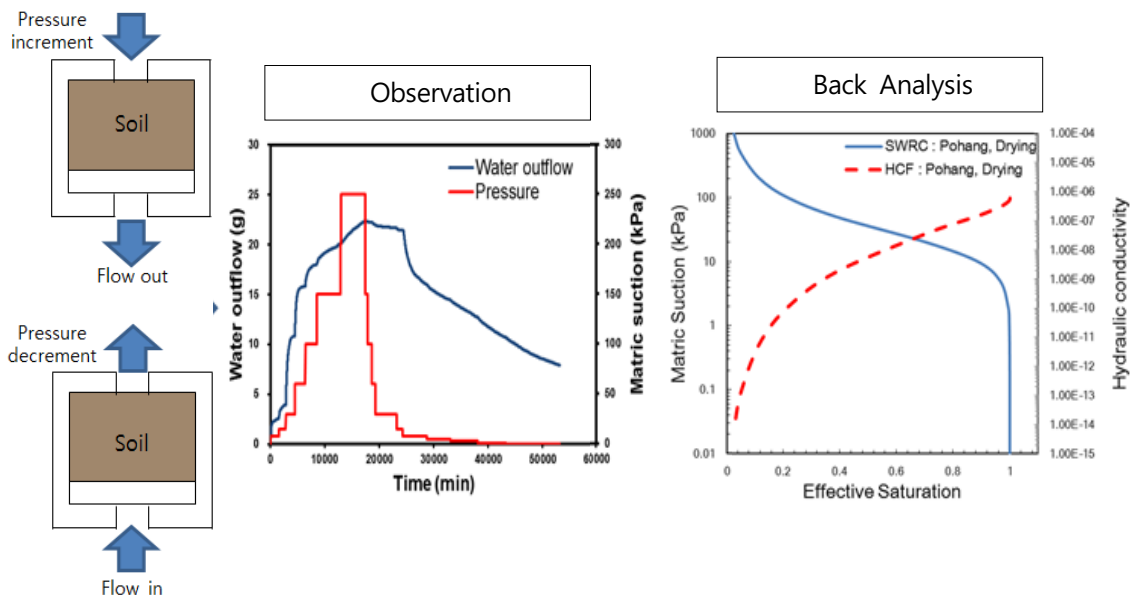 Pressure
increment
Soil
Flow out
Pressure
decrement
Soil
Flow in
Observation
30
25
20
15
10
5
0
Water outflow (g)
Water outflow
Pressure
300
250
200
150
100
50
0
Matric suction (kPa)
0
10000
20000
30000
40000
50000
60000
Time (min)
Back Analysis
1000
100
10
1
0.1
0.01
Matric Suction (kPa)
SWRC : Pohang, Drying
HCF : Pohang, Drying
1.00E-04
1.00E-05
1.00E-06
1.00E-07
1.00E-08
1.00E-09
1.00E-10
1.00E-11
1.00E-12
1.00E-13
1.00E-14
1.00E-15
Hydraulic conductivity
0
0.2
0.4
0.6
0.8
1
Effective Saturation